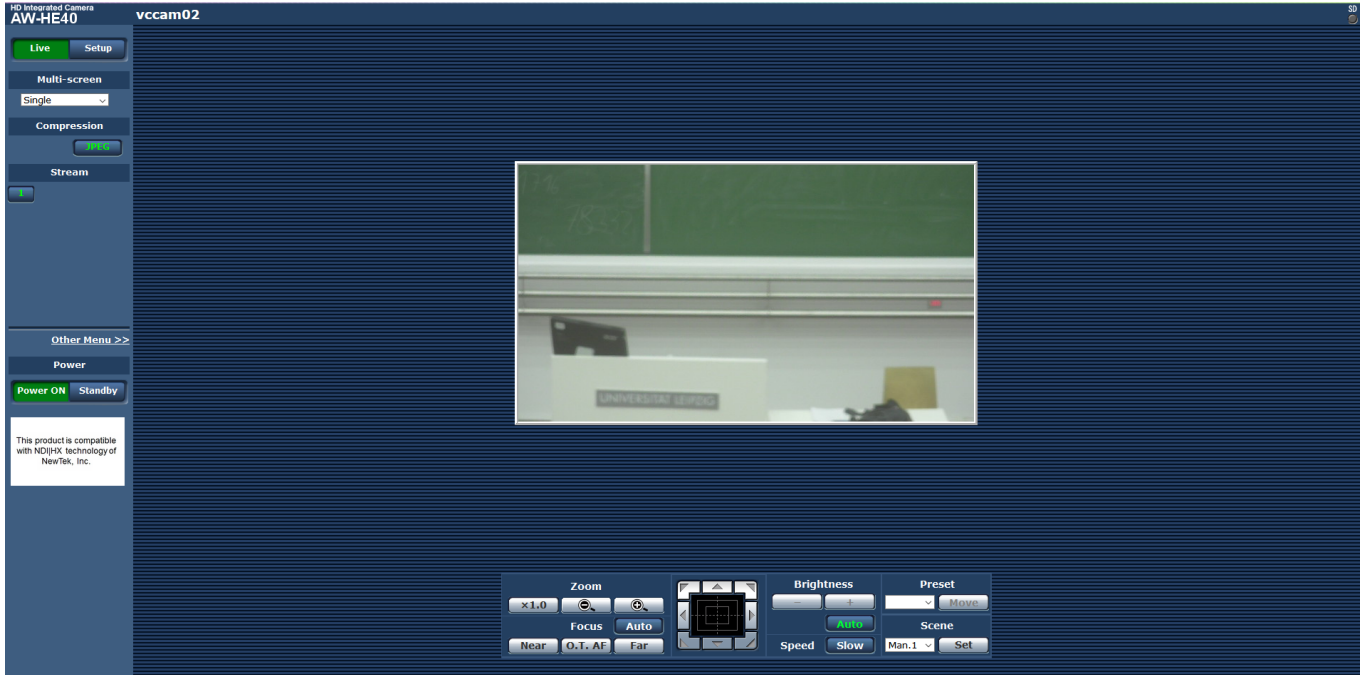 HD Integrated Camera
AW-HE40
vccam02
SD
Live Setup
Multi-screen
Single
Compression
JPEG
Stream
1
Other Menu >>
Power
Power ON Standby
This product is compatible
with NDI|HX technology of
NewTek, Inc.
UNIVERSITÄT LEIPZIG
Zoom
×1.0
Focus Auto
Near O.T. AF Far
Brightness
- +
Auto
Speed Slow
Preset
Move
Scene
Man.1 Set